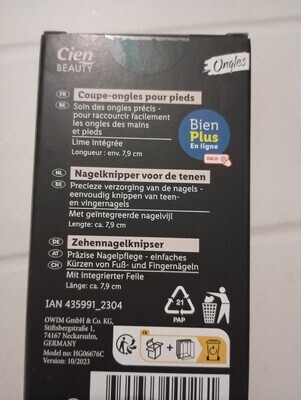 Cien
BEAUTY
Ongles
FR Coupe-ongles pour pieds
BE Soin des ongles précis -
pour raccourcir facilement
les ongles des mains
et pieds
Lime Intégrée
Longueur : env. 7,9 cm
Bien
Plus
En ligne
NL Nagelknipper voor de tenen
BE Precieze verzorging van de nagels -
eenvoudig knippen van teen-
en vingernagels
Met geïntegreerde nagelvijl
Lengte: ca. 7,9 cm
DE Zehennagelknipser
AT Präzise Nagelpflege - einfaches
CH Kürzen von Fuß- und Fingernägeln
Mit integrierter Feile
Länge: ca. 7,9 cm
IAN 435991_2304
OWIM GmbH & Co. KG
Stiftsbergstraße 1,
74167 Neckarsulm,
GERMANY
Model no: HG06676C
Version: 10/2023
21
PAP
FR